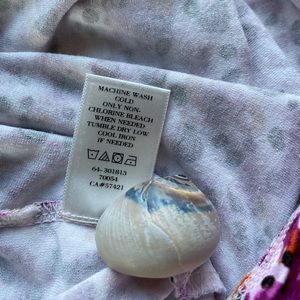 MACHINE WASH
COLD
ONLY NON.
CHLORINE BLEACH
WHEN NEEDED
TUMBLE DRY LOW
COOL IRON
IF NEEDED
64- 301813
70054
CA#57421